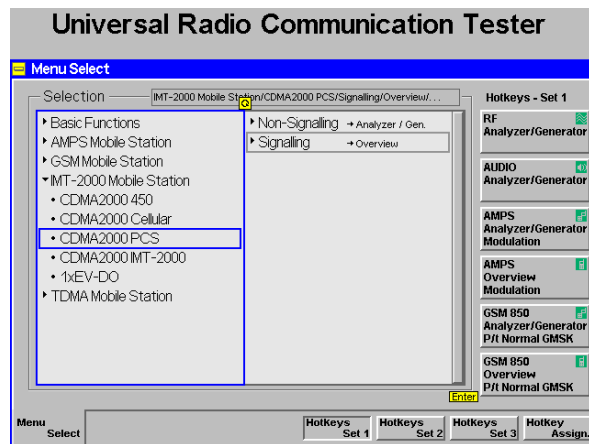 Universal Radio Communication Tester
Menu Select
Selection
IMT-2000 Mobile Station/CDMA2000 PCS/Signalling/Overview/...
Basic Functions
AMPS Mobile Station
GSM Mobile Station
IMT-2000 Mobile Station
CDMA2000 450
CDMA2000 Cellular
CDMA2000 PCS
CDMA2000 IMT-2000
1xEV-DO
TDMA Mobile Station
Non-Signalling → Analyzer / Gen.
Signalling → Overview
Enter
Hotkeys - Set 1
RF
Analyzer/Generator
AUDIO
Analyzer/Generator
AMPS
Analyzer/Generator
Modulation
AMPS
Overview
Modulation
GSM 850
Analyzer/Generator
P/t Normal GMSK
GSM 850
Overview
P/t Normal GMSK
Menu
Select
Hotkeys
Set 1
Hotkeys
Set 2
Hotkeys
Set 3
Hotkey
Assign.